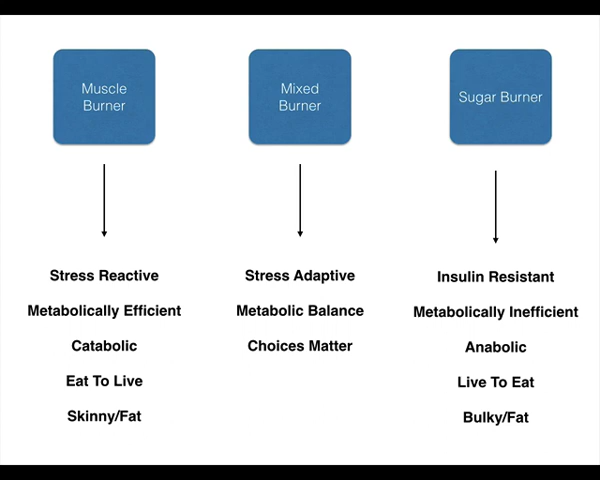 Muscle
Burner
Mixed
Burner
Sugar Burner
Stress Reactive
Metabolically Efficient
Catabolic
Eat To Live
Skinny/Fat
Stress Adaptive
Metabolic Balance
Choices Matter
Insulin Resistant
Metabolically Inefficient
Anabolic
Live To Eat
Bulky/Fat